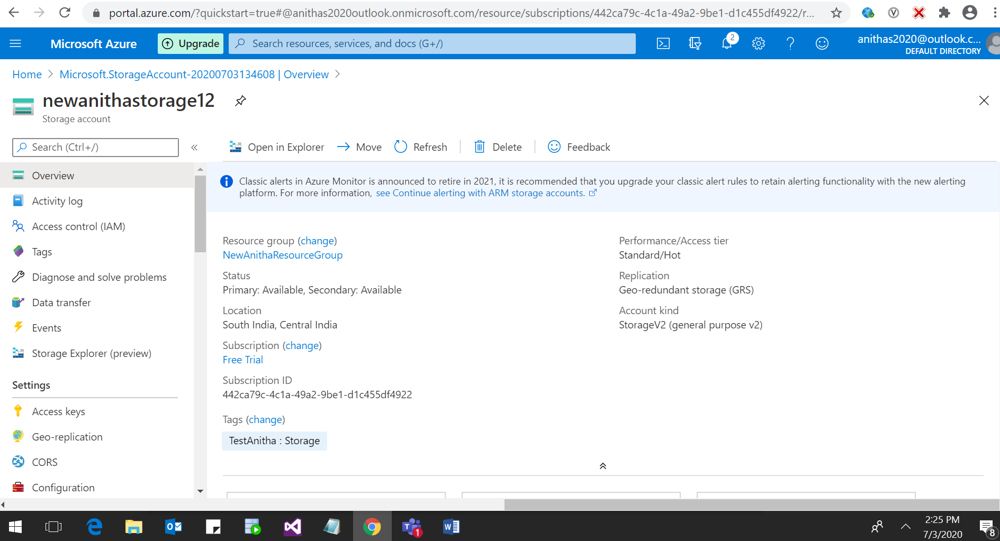 portal.azure.com/?quickstart=true#@anithas2020outlook.onmicrosoft.com/resource/subscriptions/442ca79c-4c1a-49a2-9be1-d1c455df4922/r...
Microsoft Azure
Upgrade
Search resources, services, and docs (G+/)
2
anithas2020@outlook.c...
DEFAULT DIRECTORY
Home > Microsoft.StorageAccount-20200703134608 | Overview >
newanithastorage12
Storage account
Search (Ctrl+/)
«
Open in Explorer
Move
Refresh
Delete
Feedback
Overview
Activity log
Access control (IAM)
Tags
Diagnose and solve problems
Data transfer
Events
Storage Explorer (preview)
Settings
Access keys
Geo-replication
CORS
Configuration
Classic alerts in Azure Monitor is announced to retire in 2021, it is recommended that you upgrade your classic alert rules to retain alerting functionality with the new alerting
platform. For more information, see Continue alerting with ARM storage accounts.
Resource group (change)
NewAnithaResourceGroup
Status
Primary: Available, Secondary: Available
Location
South India, Central India
Subscription (change)
Free Trial
Subscription ID
442ca79c-4c1a-49a2-9be1-d1c455df4922
Tags (change)
TestAnitha : Storage
Performance/Access tier
Standard/Hot
Replication
Geo-redundant storage (GRS)
Account kind
StorageV2 (general purpose v2)
1
2:25 PM
7/3/2020
8